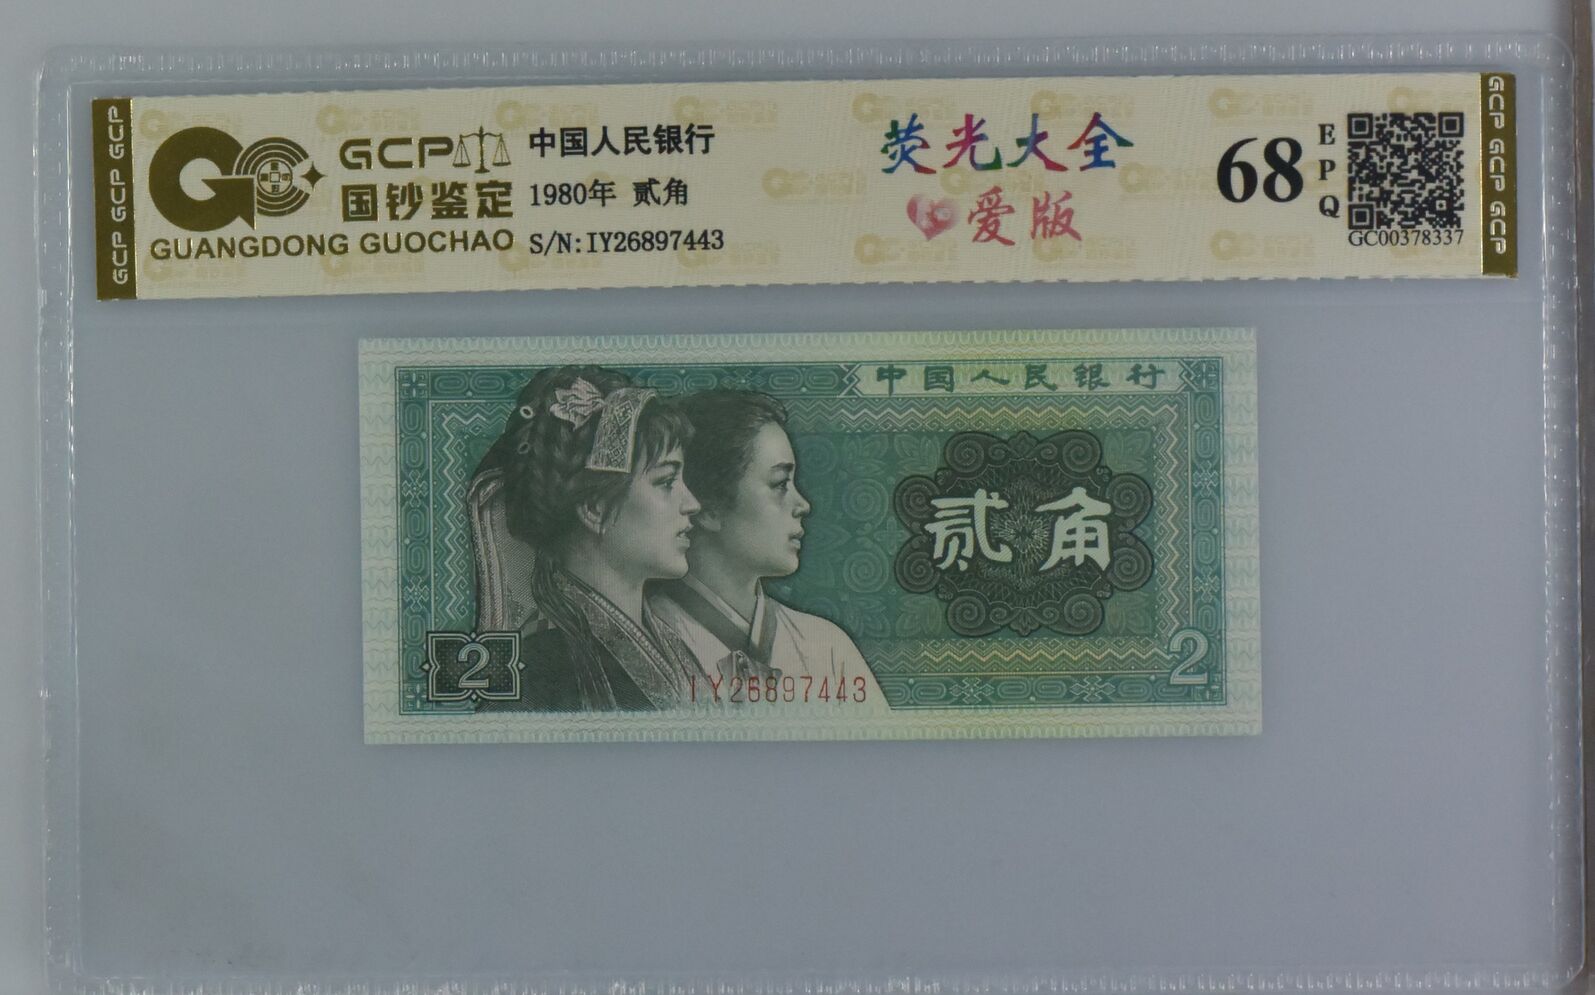 GCP GCP GCP
GCP
国钞鉴定
GUANGDONG GUOCHAO
中国人民银行
1980年 贰角
S/N:IY26897443
荧光大全
爱版
68
EPQ
GC00378337
GCP GCP GCP
中国人民银行
贰角
2
2
IY26897443